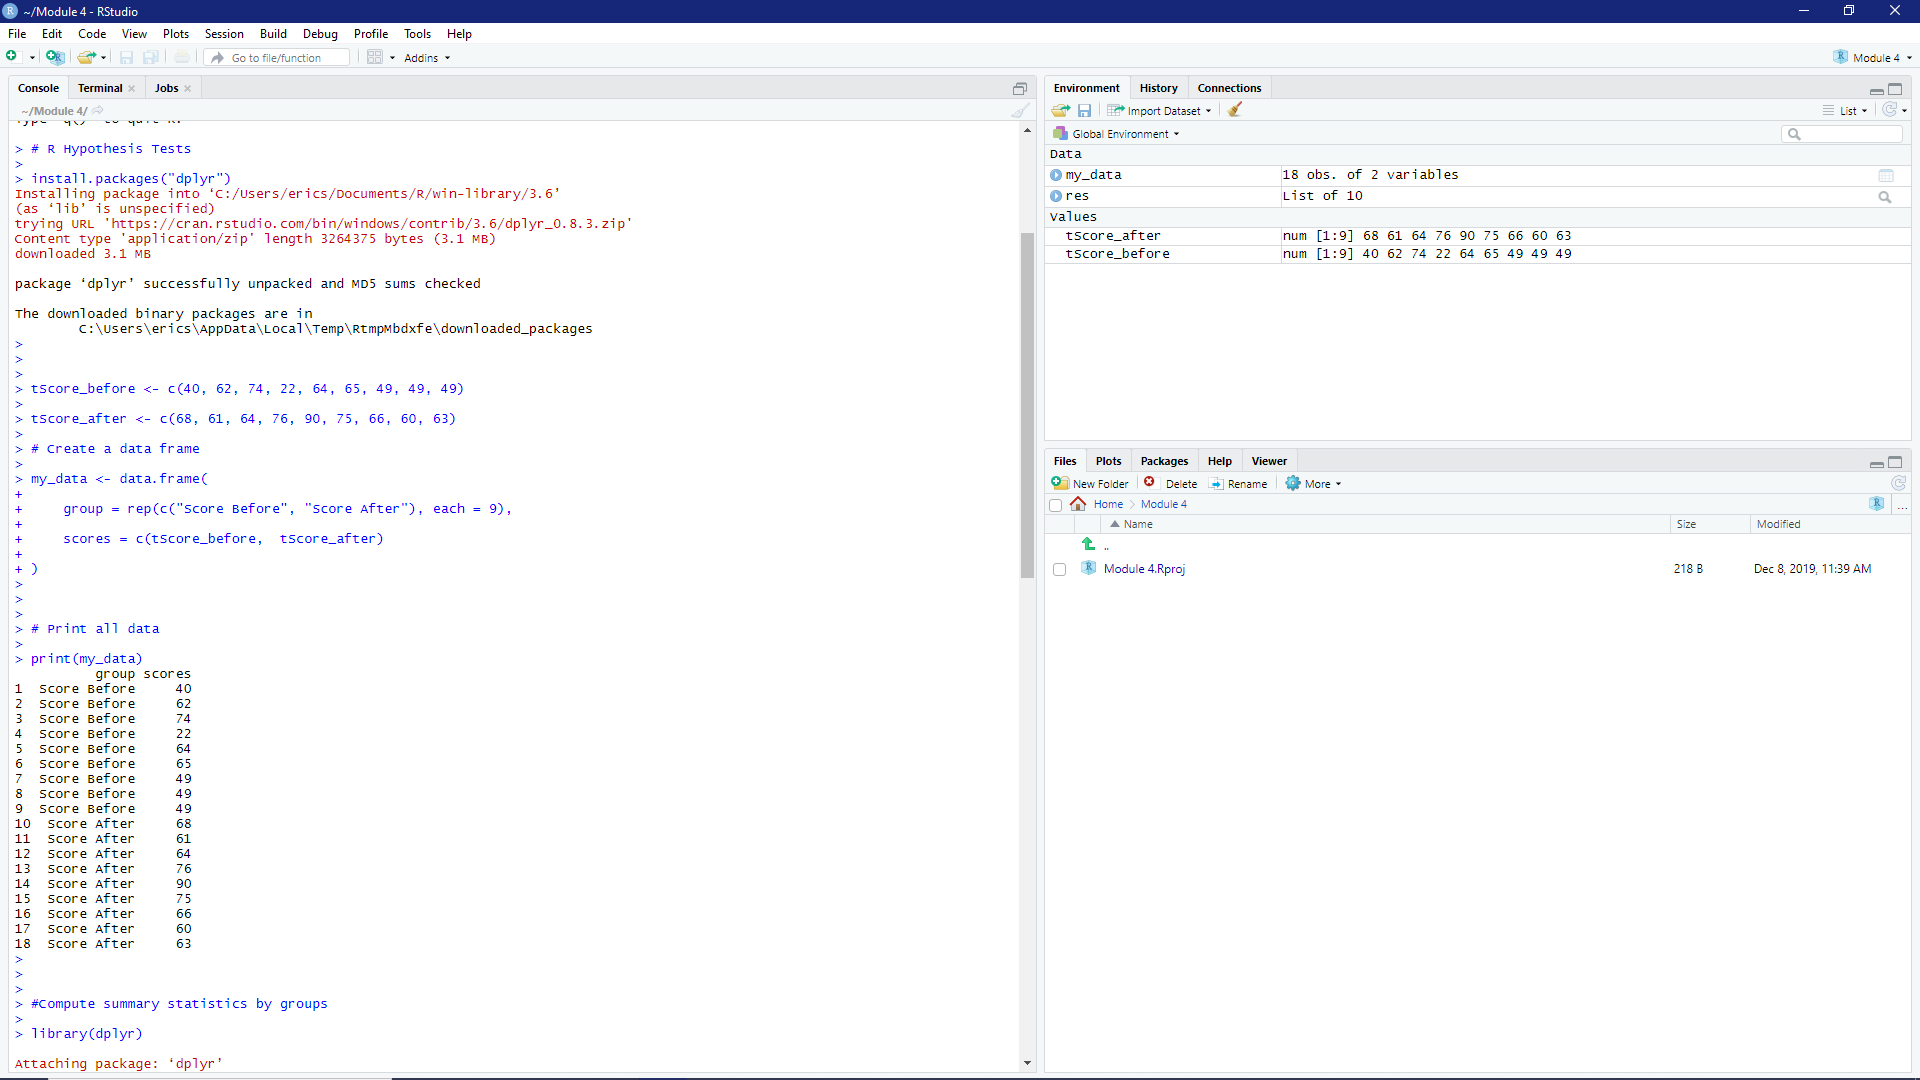 ~/Module 4 - RStudio
File Edit Code View Plots Session Build Debug Profile Tools Help
Go to file/function Addins Module 4
Console Terminal Jobs
~/Module 4/
Type 'q()' to quit R.
> # R Hypothesis Tests
>
> install.packages("dplyr")
Installing package into ‘C:/Users/erics/Documents/R/win-library/3.6’
(as ‘lib’ is unspecified)
trying URL 'https://cran.rstudio.com/bin/windows/contrib/3.6/dplyr_0.8.3.zip'
Content type 'application/zip' length 3264375 bytes (3.1 MB)
downloaded 3.1 MB
package ‘dplyr’ successfully unpacked and MD5 sums checked
The downloaded binary packages are in
C:\Users\erics\AppData\Local\Temp\RtmpMbdxfe\downloaded_packages
>
>
>
> tScore_before <- c(40, 62, 74, 22, 64, 65, 49, 49, 49)
>
> tScore_after <- c(68, 61, 64, 76, 90, 75, 66, 60, 63)
>
> # Create a data frame
>
> my_data <- data.frame(
+
+     group = rep(c("Score Before", "Score After"), each = 9),
+
+     scores = c(tScore_before,  tScore_after)
+
+ )
>
>
>
> # Print all data
>
> print(my_data)
group scores
1 Score Before 40
2 Score Before 62
3 Score Before 74
4 Score Before 22
5 Score Before 64
6 Score Before 65
7 Score Before 49
8 Score Before 49
9 Score Before 49
10 Score After 68
11 Score After 61
12 Score After 64
13 Score After 76
14 Score After 90
15 Score After 75
16 Score After 66
17 Score After 60
18 Score After 63
>
>
>
> #Compute summary statistics by groups
>
> library(dplyr)
Attaching package: ‘dplyr’
Environment History Connections
Import Dataset List
Global Environment
Data
my_data 18 obs. of 2 variables
res List of 10
Values
tScore_after num [1:9] 68 61 64 76 90 75 66 60 63
tScore_before num [1:9] 40 62 74 22 64 65 49 49 49
Files Plots Packages Help Viewer
New Folder Delete Rename More
Home Module 4 ...
Name Size Modified
..
Module 4.Rproj 218 B Dec 8, 2019, 11:39 AM